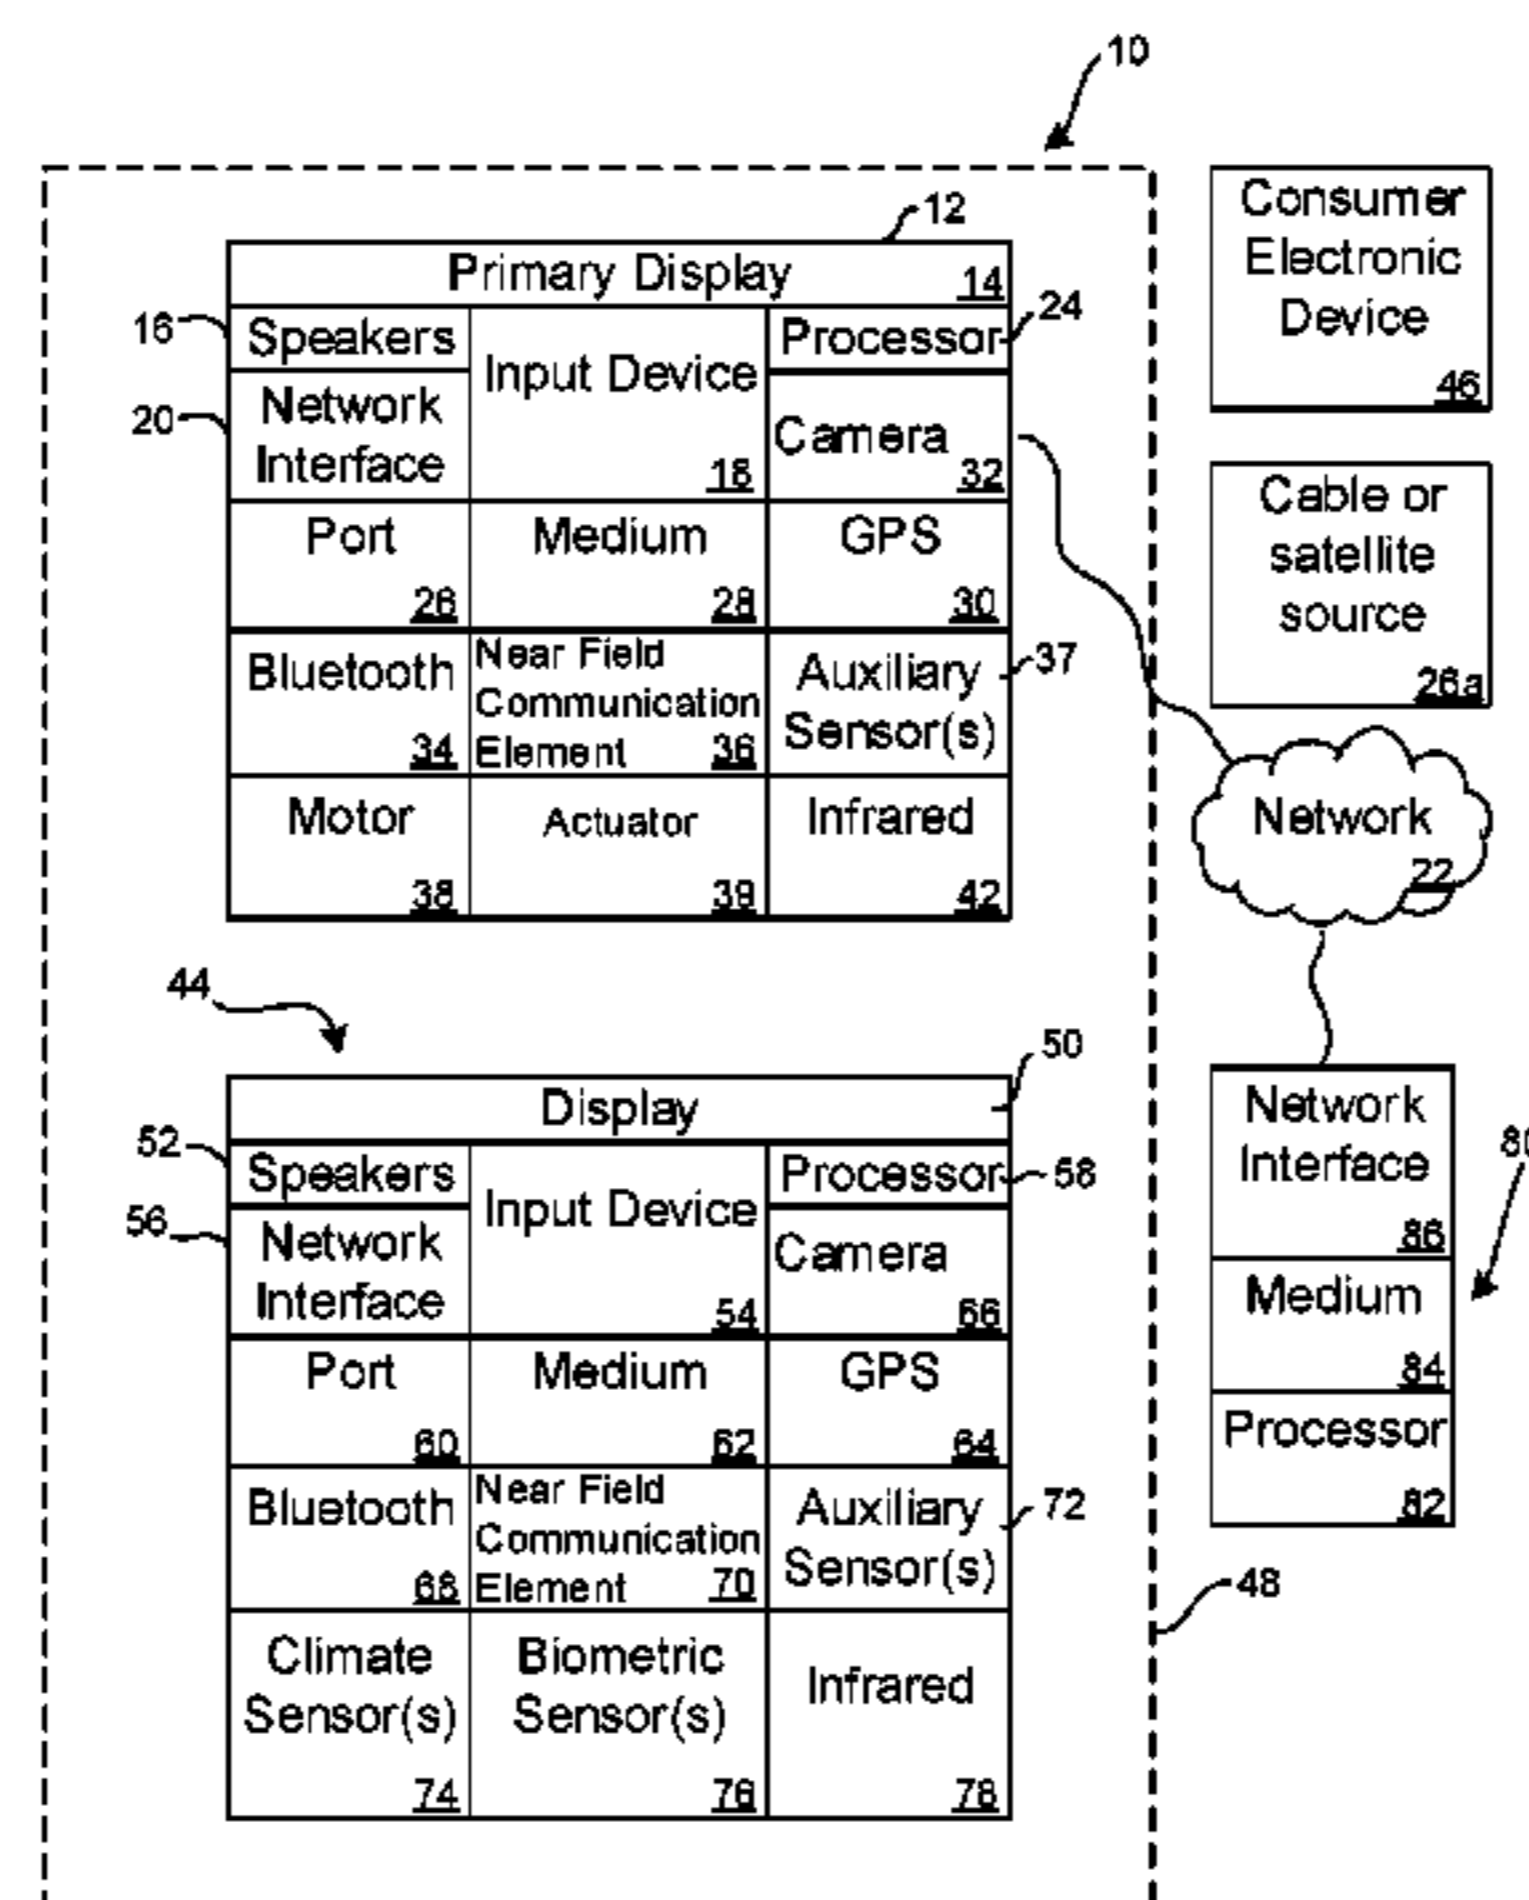 10
12
Primary Display
14
16
Speakers
Input Device
18
Processor
24
20
Network
Interface
Camera
32
Port
26
Medium
28
GPS
30
Bluetooth
34
Near Field
Communication
Element 36
Auxiliary
Sensor(s)
37
Motor
38
Actuator
39
Infrared
42
44
Display
50
52
Speakers
Input Device
54
Processor
58
56
Network
Interface
Camera
66
Port
60
Medium
62
GPS
64
Bluetooth
68
Near Field
Communication
Element 70
Auxiliary
Sensor(s)
72
Climate
Sensor(s)
74
Biometric
Sensor(s)
76
Infrared
78
48
Consumer
Electronic
Device
46
Cable or
satellite
source
26a
Network
22
Network
Interface
86
80
Medium
84
Processor
82